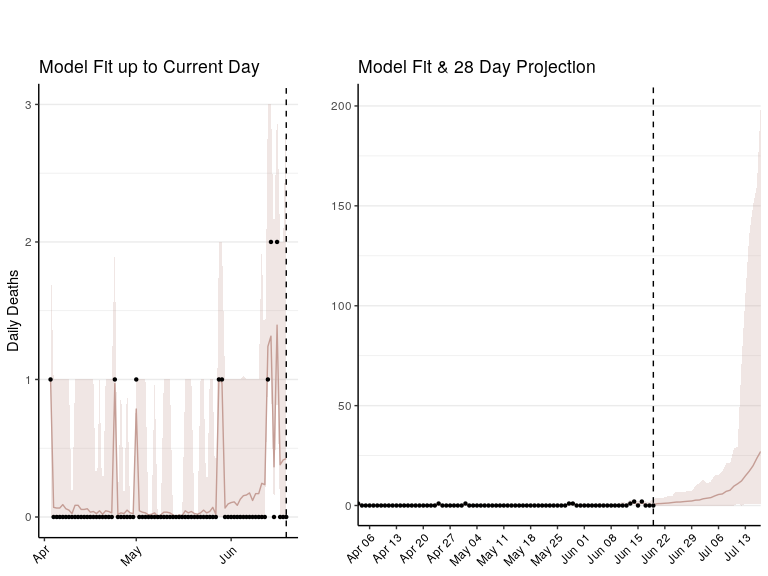 Model Fit up to Current Day
Model Fit & 28 Day Projection
Daily Deaths
3
2
1
0
Apr
May
Jun
200
150
100
50
0
Apr 06
Apr 13
Apr 20
Apr 27
May 04
May 11
May 18
May 25
Jun 01
Jun 08
Jun 15
Jun 22
Jun 29
Jul 06
Jul 13